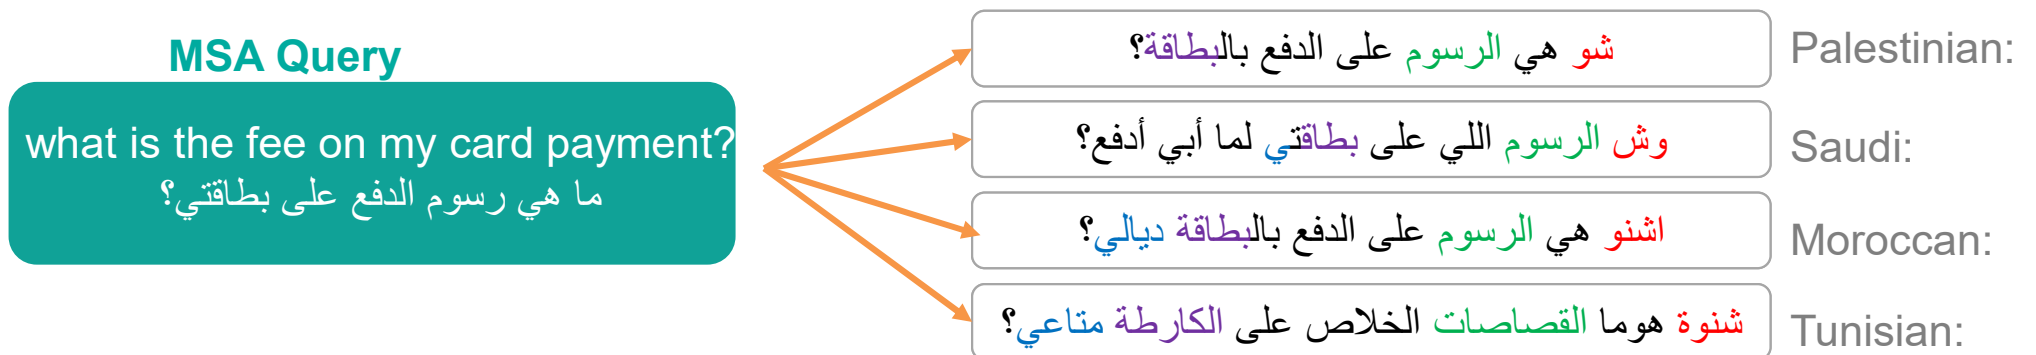 MSA Query
what is the fee on my card payment?
ما هي رسوم الدفع على بطاقتي؟
شو هي الرسوم على الدفع بالبطاقة؟
Palestinian:
وش الرسوم اللي على بطاقتي لما أبي أدفع؟
Saudi:
اشنو هي الرسوم على الدفع بالبطاقة ديالي؟
Moroccan:
شنوة هوما القصاصات الخلاص على الكارطة متاعي؟
Tunisian: